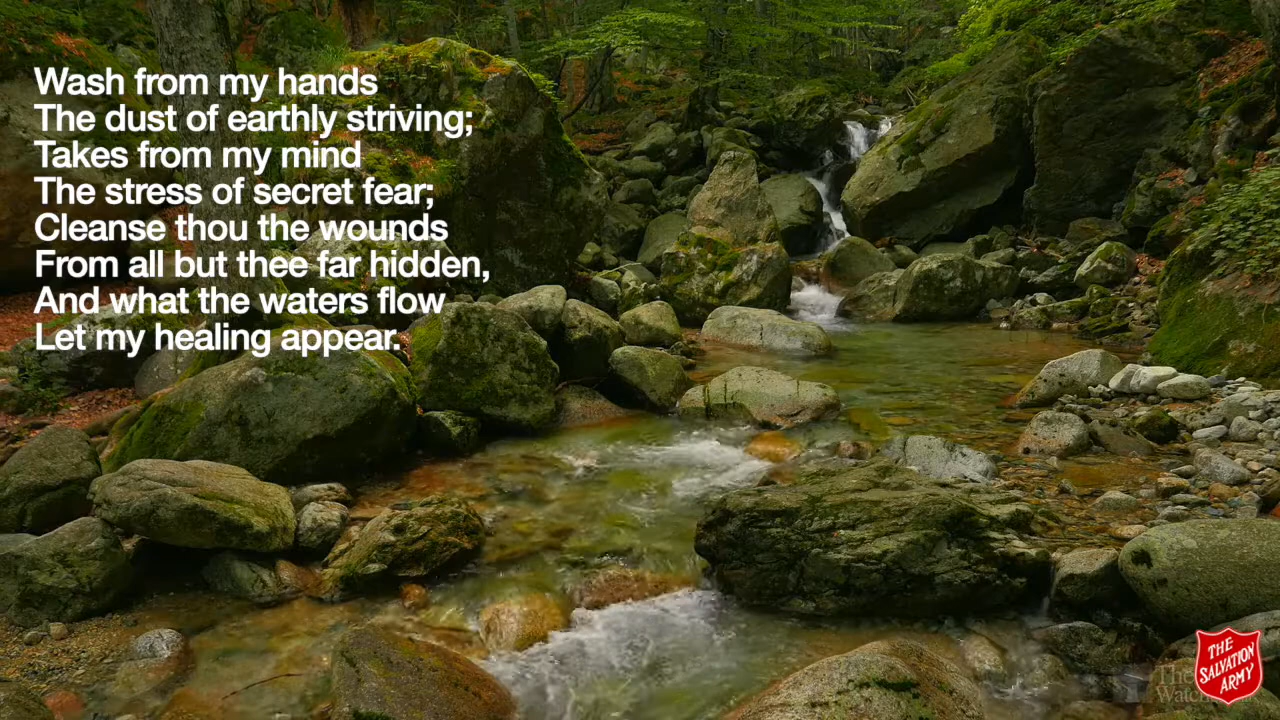 Wash from my hands
The dust of earthly striving;
Takes from my mind
The stress of secret fear;
Cleanse thou the wounds
From all but thee far hidden,
And what the waters flow
Let my healing appear.
THE
SALVATION
ARMY
The